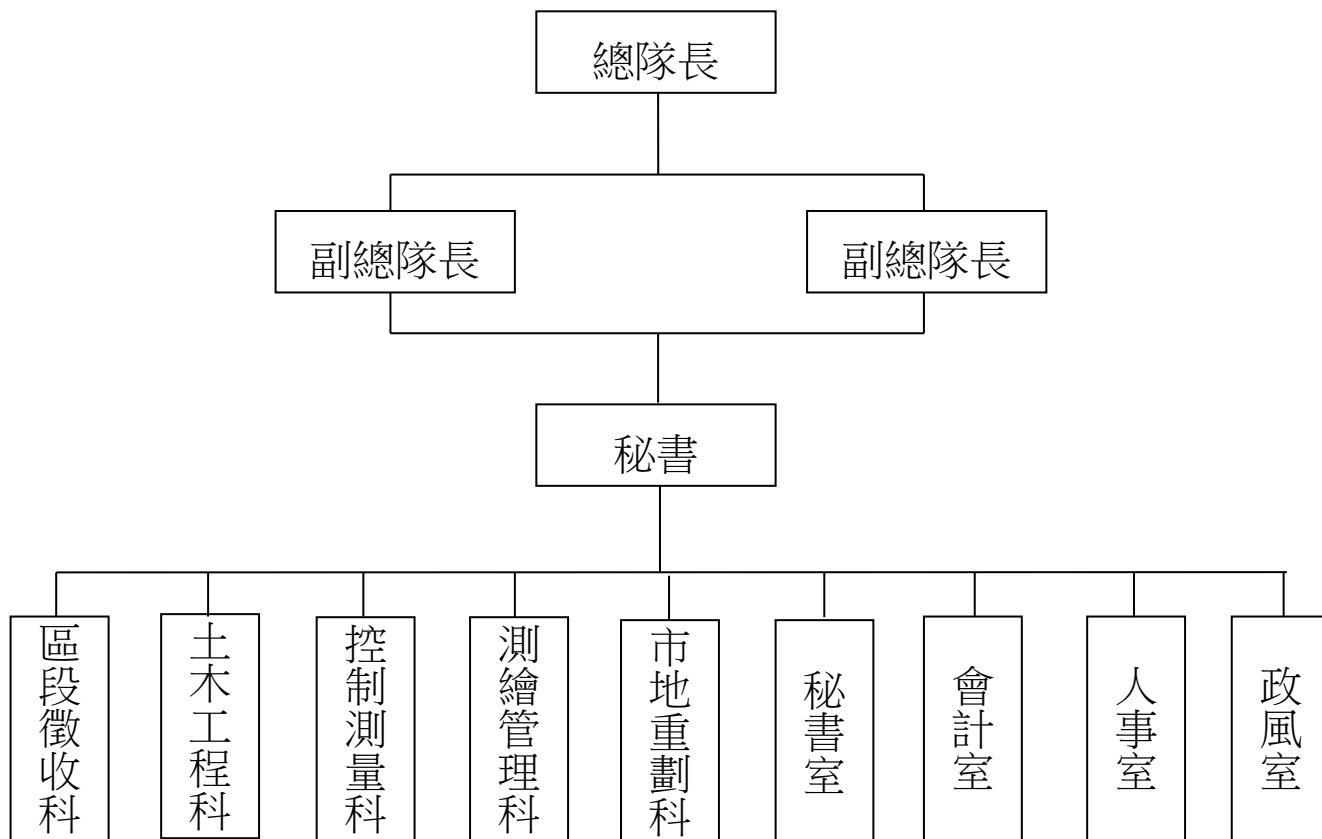 總隊長
副總隊長
副總隊長
秘書
區段徵收科
土木工程科
控制測量科
測繪管理科
市地重劃科
秘書室
會計室
人事室
政風室